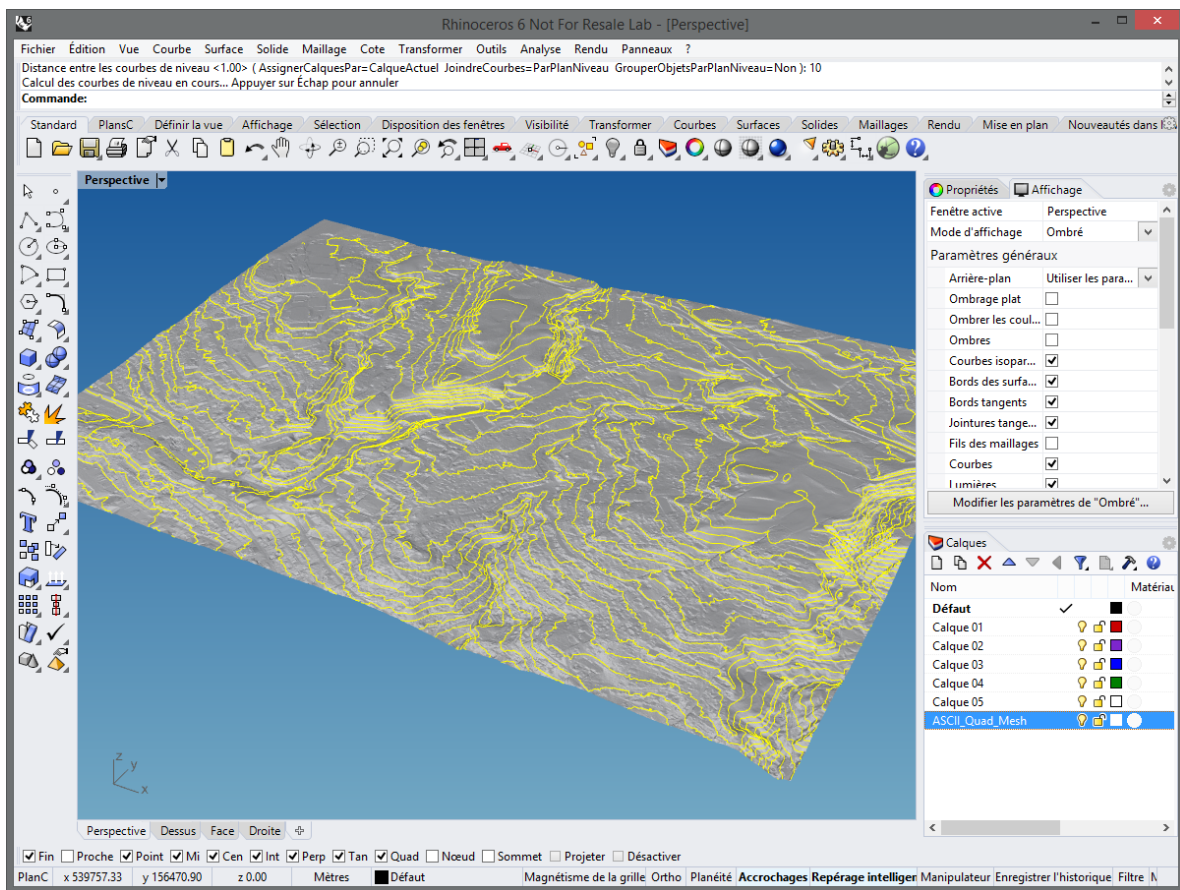 Rhinoceros 6 Not For Resale Lab - [Perspective]
Fichier Édition Vue Courbe Surface Solide Maillage Cote Transformer Outils Analyse Rendu Panneaux ?
Distance entre les courbes de niveau <1.00> ( AssignerCalquesPar=CalqueActuel JoindreCourbes=ParPlanNiveau GrouperObjetsParPlanNiveau=Non ): 10
Calcul des courbes de niveau en cours... Appuyer sur Échap pour annuler
Commande:
Standard PlansC Définir la vue Affichage Sélection Disposition des fenêtres Visibilité Transformer Courbes Surfaces Solides Maillages Rendu Mise en plan Nouveautés dans
Perspective
Propriétés Affichage
Fenêtre active Perspective
Mode d'affichage Ombré
Paramètres généraux
Arrière-plan Utiliser les para...
Ombrage plat
Ombrer les coul...
Ombres
Courbes isopar...
Bords des surfa...
Bords tangents
Jointures tange...
Fils des maillages
Courbes
Lumières
Modifier les paramètres de "Ombré"...
Calques
Nom Matériau
Défaut
Calque 01
Calque 02
Calque 03
Calque 04
Calque 05
ASCII_Quad_Mesh
z
y
x
Perspective Dessus Face Droite
Fin Proche Point Mi Cen Int Perp Tan Quad Nœud Sommet Projeter Désactiver
PlanC x 539757.33 y 156470.90 z 0.00 Mètres Défaut Magnétisme de la grille Ortho Planéité Accrochages Repérage intelliger Manipulateur Enregistrer l'historique Filtre